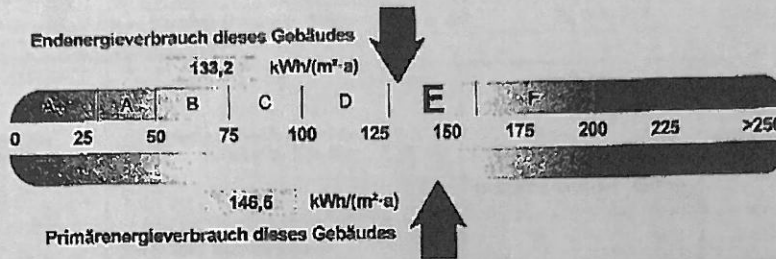 Endenergieverbrauch dieses Gebäudes
133,2 kWh/(m²·a)
A+ A B C D E F
0 25 50 75 100 125 150 175 200 225 >250
146,6 kWh/(m²·a)
Primärenergieverbrauch dieses Gebäudes